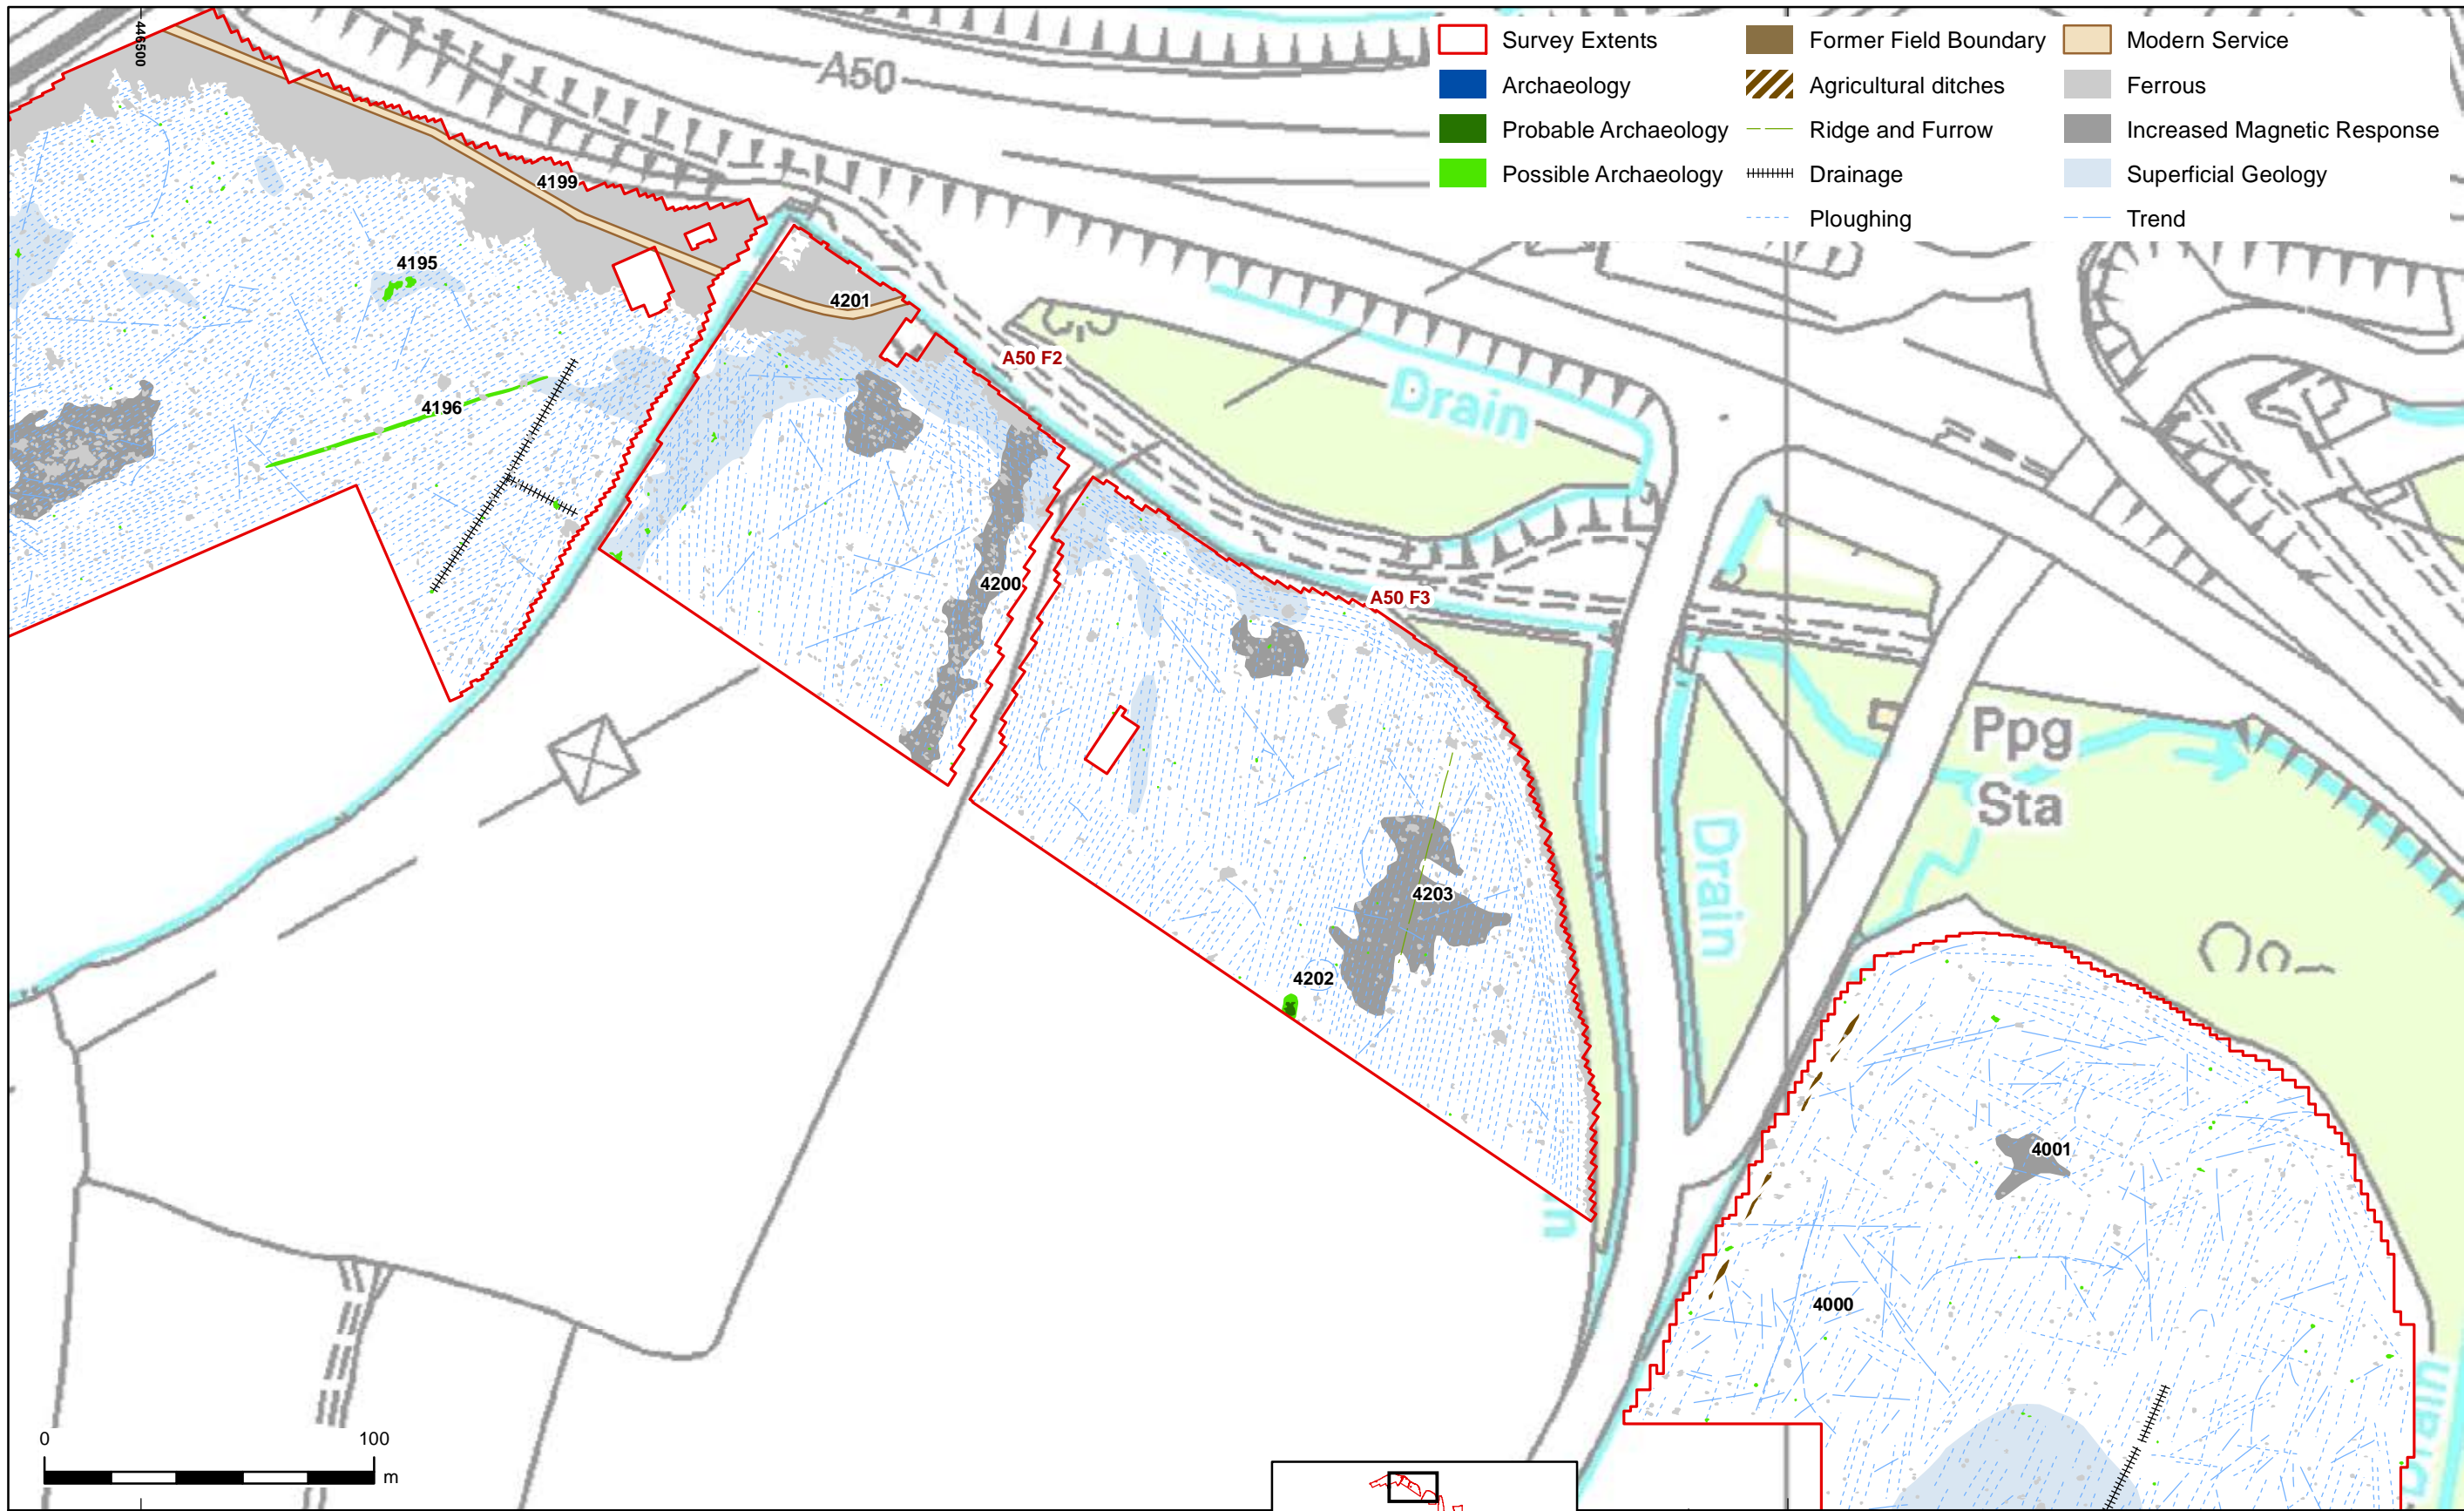 446500
A50
Survey Extents
Archaeology
Probable Archaeology
Possible Archaeology
Former Field Boundary
Agricultural ditches
Ridge and Furrow
Drainage
Ploughing
Modern Service
Ferrous
Increased Magnetic Response
Superficial Geology
Trend
4199
4195
4201
A50 F2
4196
Drain
4200
A50 F3
Ppg
Sta
Drain
4203
4202
4001
4000
Drain
0 100
m